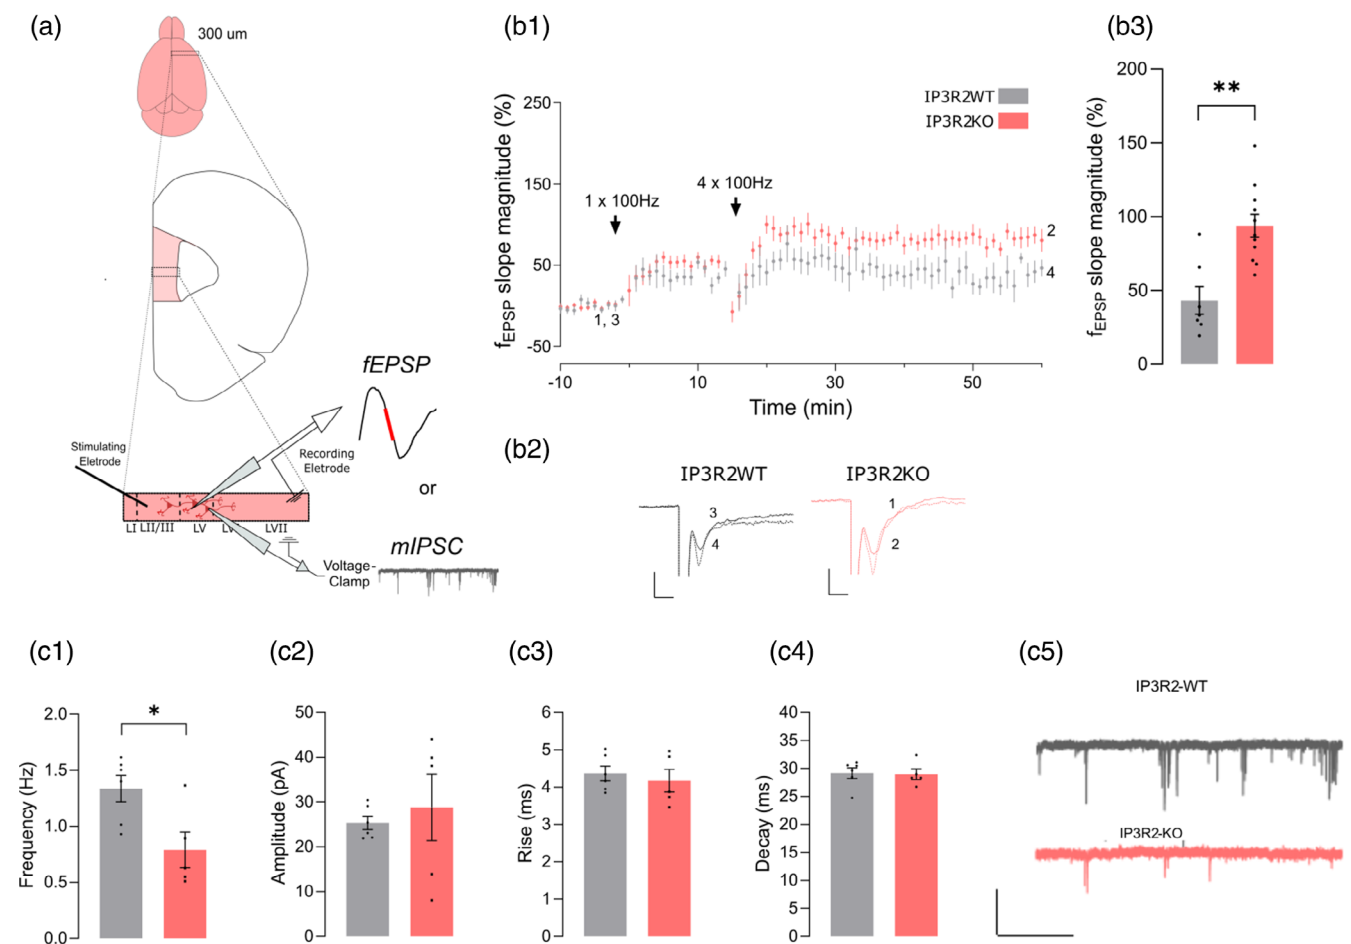 (a)
300 um
fEPSP
Stimulating
Eletrode
Recording
Eletrode
or
LI
LII/III
LV
LV
LVII
mIPSC
Voltage-
Clamp
(b1)
fEPSP slope magnitude (%)
250
150
50
-50
IP3R2WT
IP3R2KO
1 x 100Hz
4 x 100Hz
2
4
1, 3
-10
10
30
50
Time (min)
(b2)
IP3R2WT
IP3R2KO
3
4
1
2
(b3)
fEPSP slope magnitude (%)
200
150
100
50
0
**
(c1)
Frequency (Hz)
2.0
1.5
1.0
0.5
0.0
*
(c2)
Amplitude (pA)
50
40
30
20
10
0
(c3)
Rise (ms)
6
5
4
3
2
1
0
(c4)
Decay (ms)
40
35
30
25
20
15
10
5
0
(c5)
IP3R2-WT
IP3R2-KO